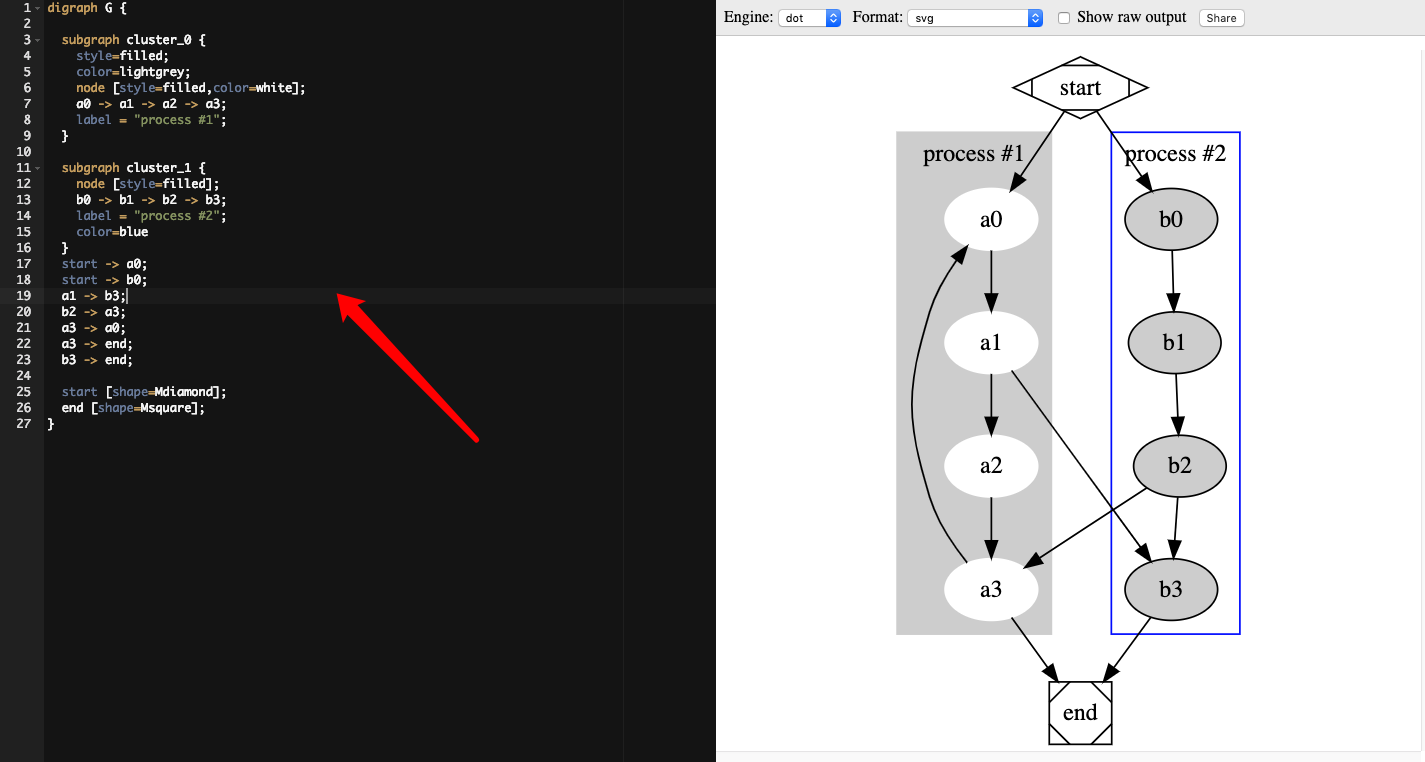 1 digraph G {
2
3 subgraph cluster_0 {
4 style=filled;
5 color=lightgrey;
6 node [style=filled,color=white];
7 a0 -> a1 -> a2 -> a3;
8 label = "process #1";
9 }
10
11 subgraph cluster_1 {
12 node [style=filled];
13 b0 -> b1 -> b2 -> b3;
14 label = "process #2";
15 color=blue
16 }
17 start -> a0;
18 start -> b0;
19 a1 -> b3;
20 b2 -> a3;
21 a3 -> a0;
22 a3 -> end;
23 b3 -> end;
24
25 start [shape=Mdiamond];
26 end [shape=Msquare];
27 }
Engine: dot Format: svg Show raw output Share
start
process #1 process #2
a0 b0
a1 b1
a2 b2
a3 b3
end